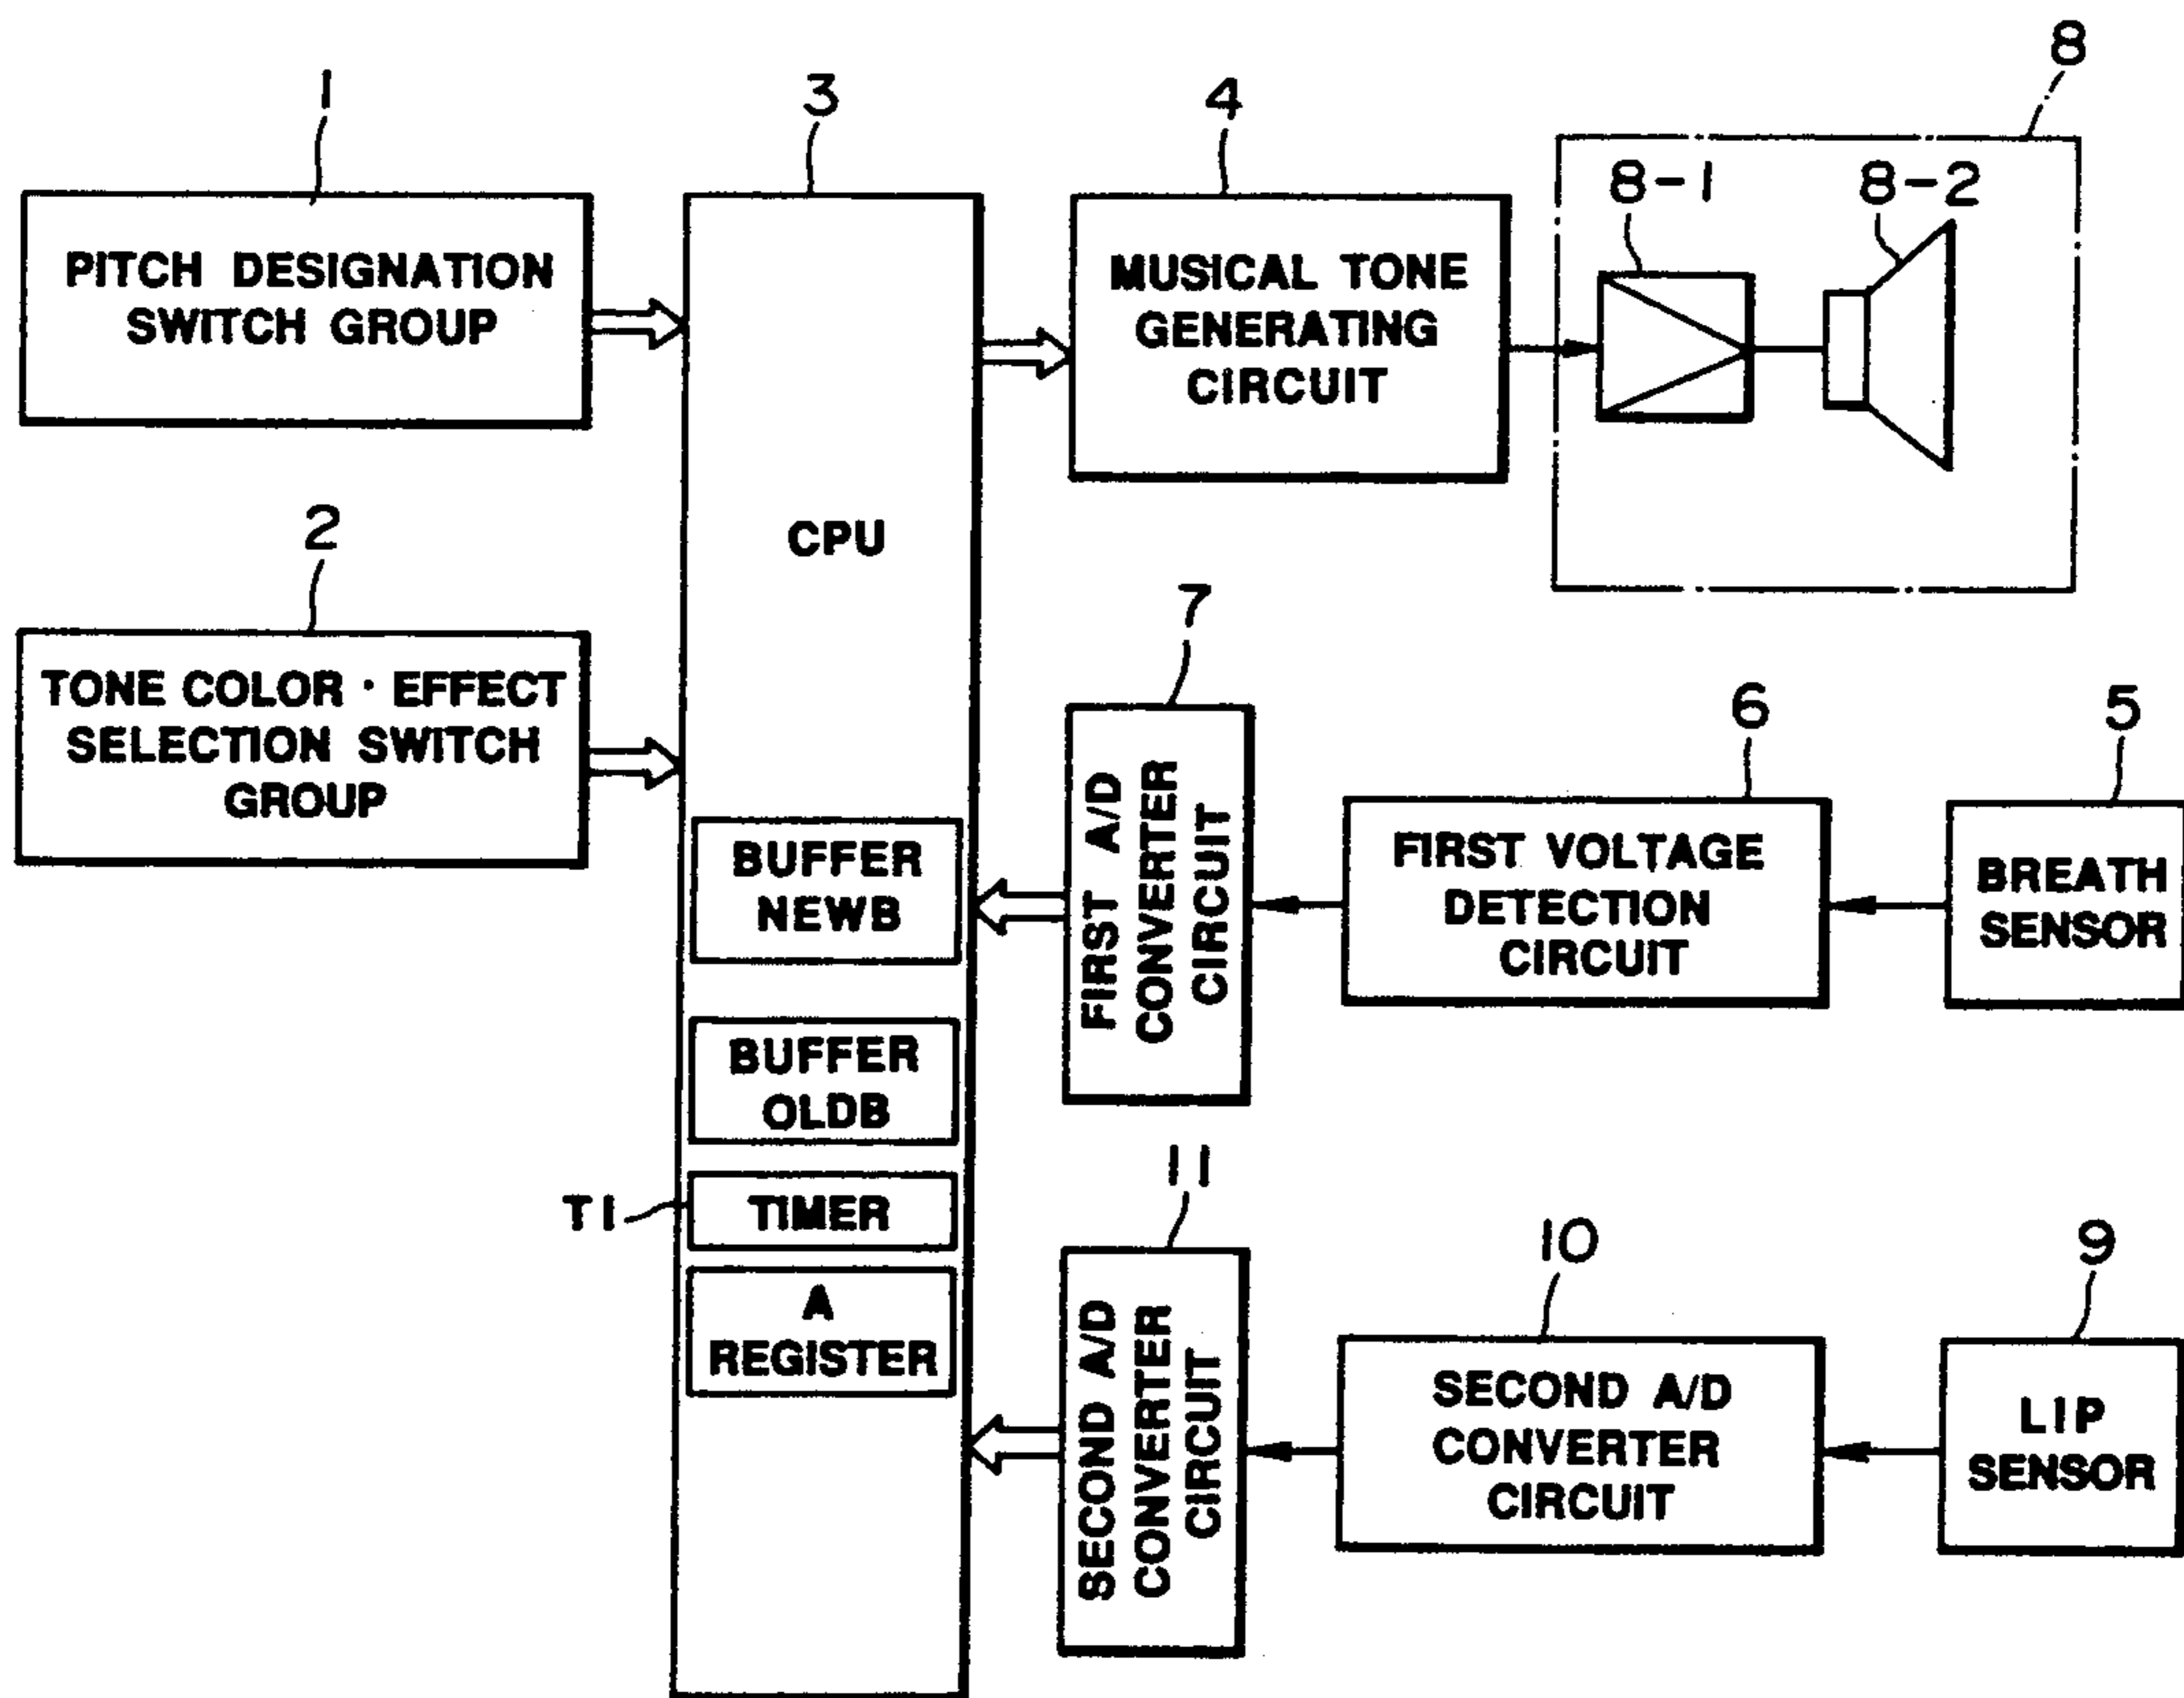 1
PITCH DESIGNATION
SWITCH GROUP
2
TONE COLOR · EFFECT
SELECTION SWITCH
GROUP
3
CPU
BUFFER
NEWB
BUFFER
OLDB
T1
TIMER
A
REGISTER
4
MUSICAL TONE
GENERATING
CIRCUIT
8
8-1
8-2
7
FIRST A/D
CONVERTER
CIRCUIT
6
FIRST VOLTAGE
DETECTION
CIRCUIT
5
BREATH
SENSOR
11
SECOND A/D
CONVERTER
CIRCUIT
10
SECOND A/D
CONVERTER
CIRCUIT
9
LIP
SENSOR